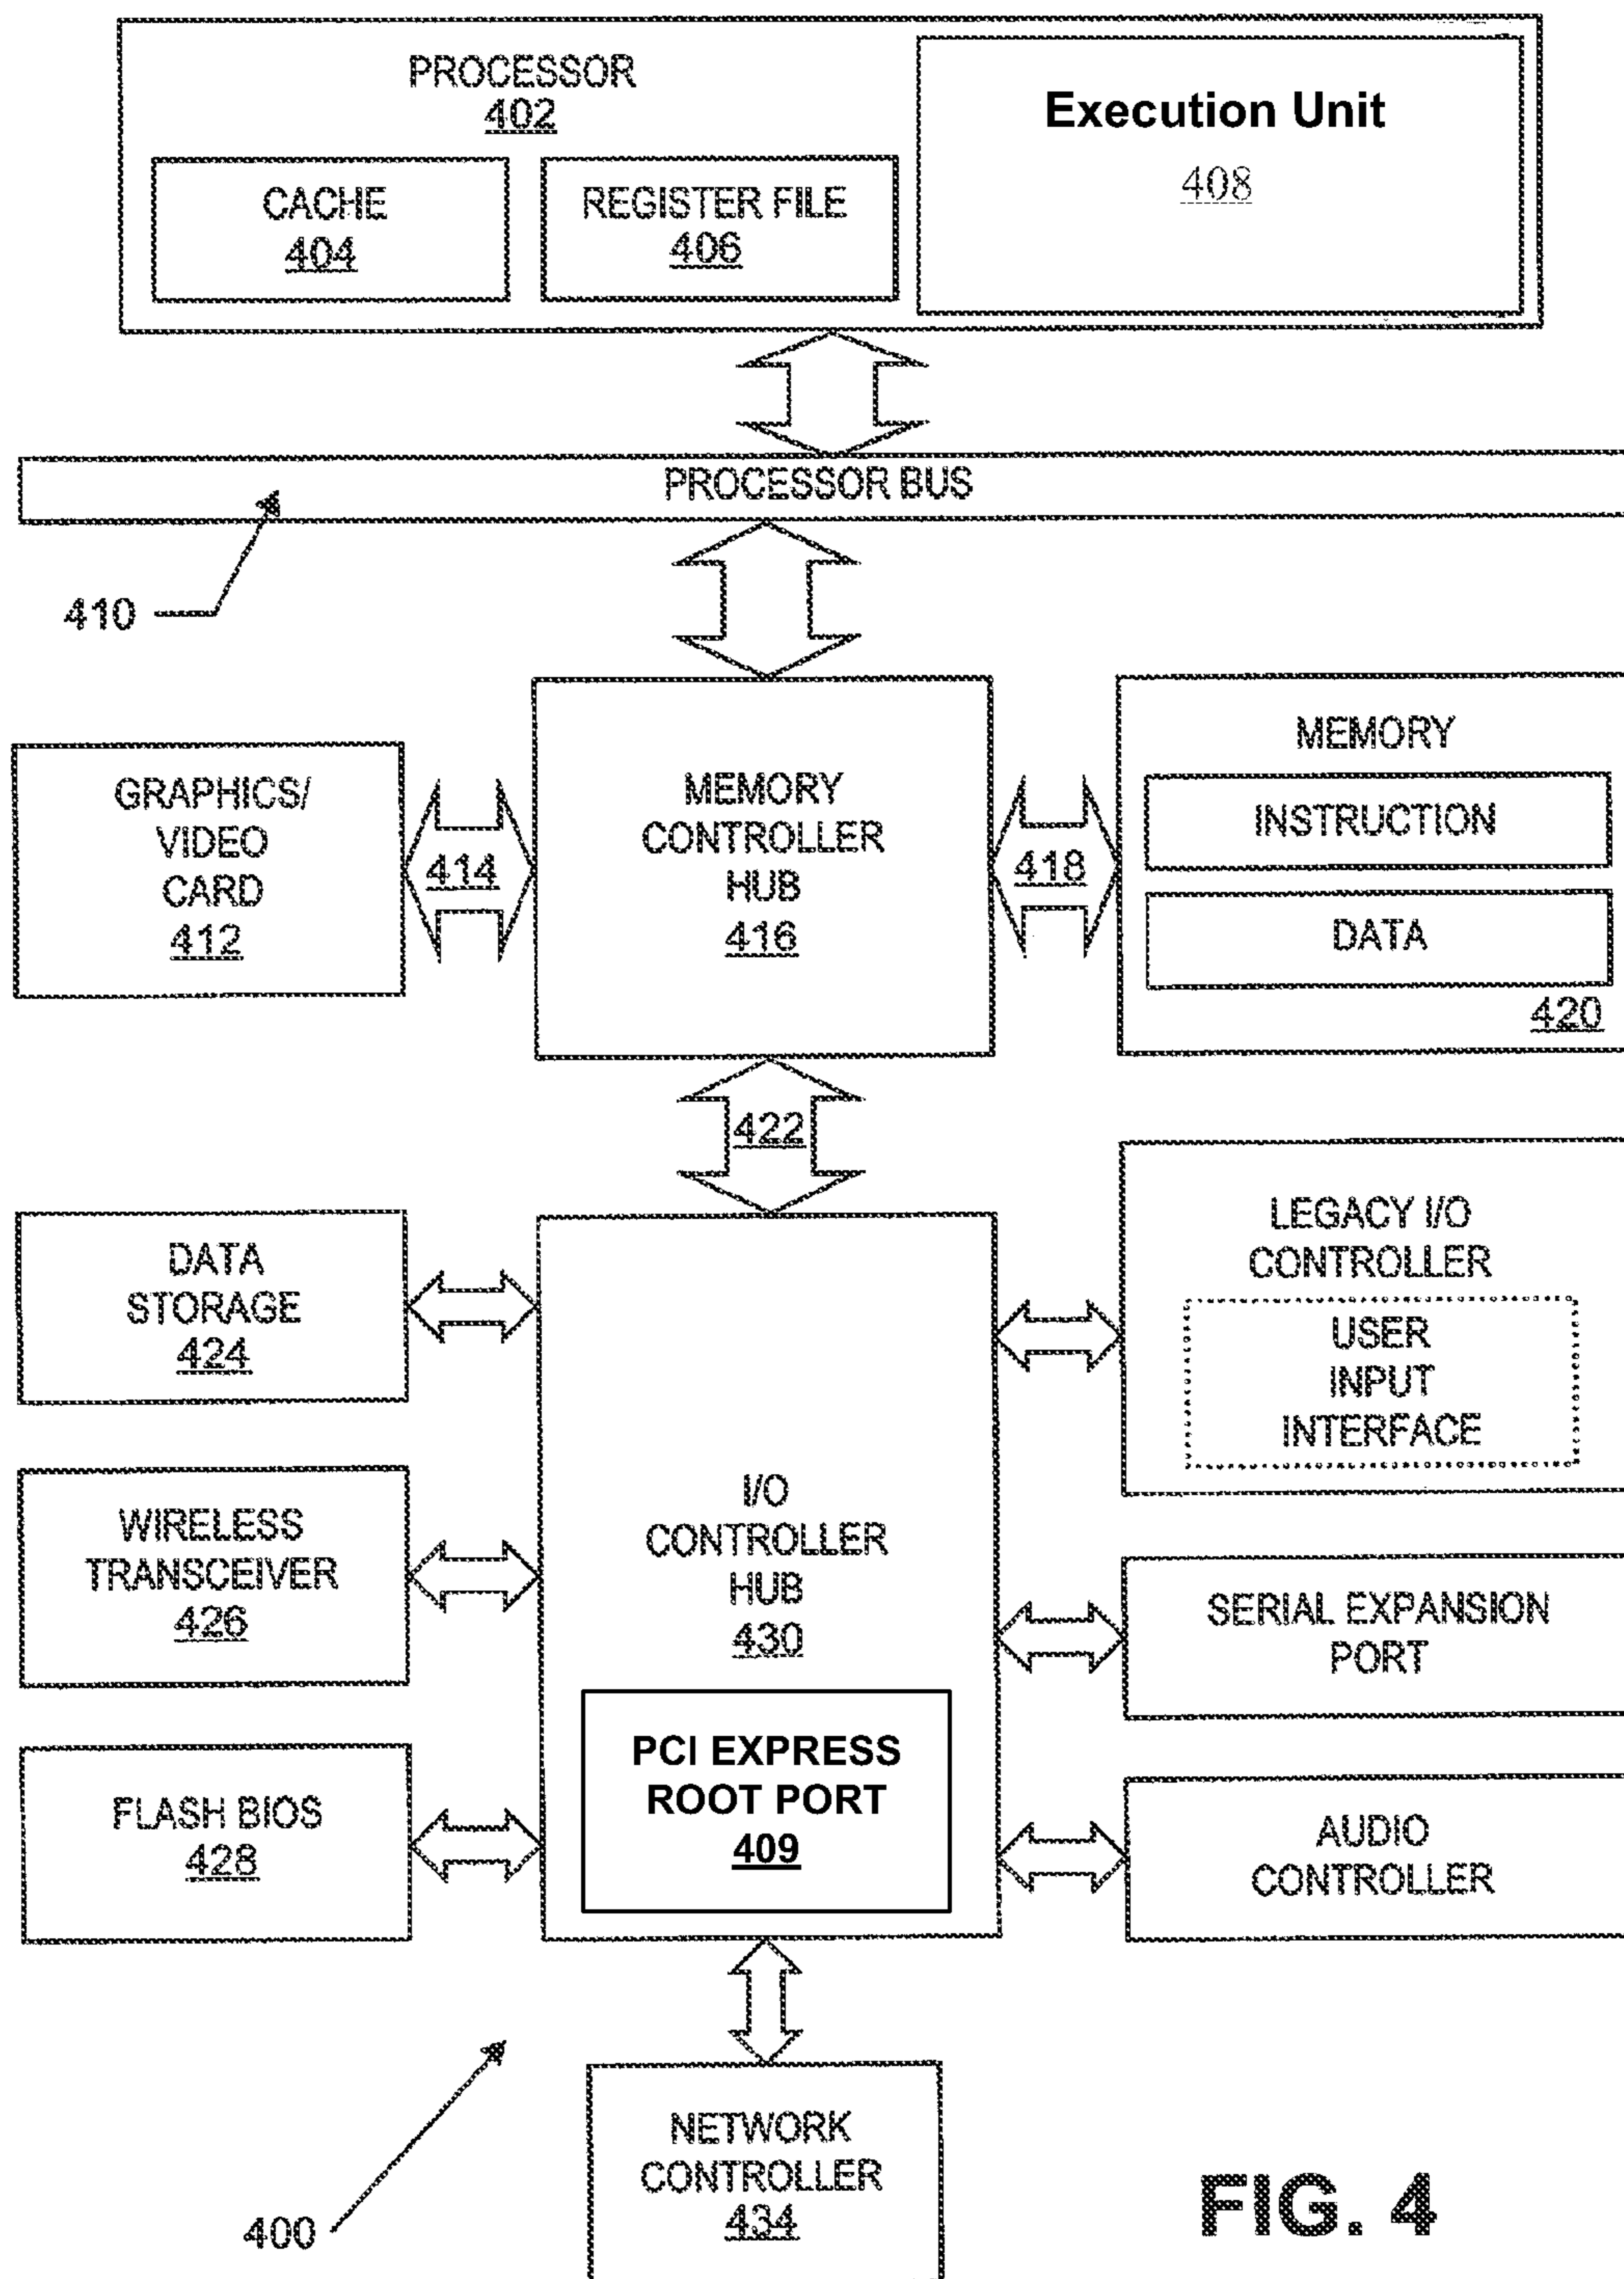 PROCESSOR
402
Execution Unit
408
CACHE
404
REGISTER FILE
406
PROCESSOR BUS
410
GRAPHICS/
VIDEO
CARD
412
414
MEMORY
CONTROLLER
HUB
416
418
MEMORY
INSTRUCTION
DATA
420
422
DATA
STORAGE
424
LEGACY I/O
CONTROLLER
USER
INPUT
INTERFACE
WIRELESS
TRANSCEIVER
426
I/O
CONTROLLER
HUB
430
SERIAL EXPANSION
PORT
PCI EXPRESS
ROOT PORT
409
FLASH BIOS
428
AUDIO
CONTROLLER
NETWORK
CONTROLLER
434
400
FIG. 4